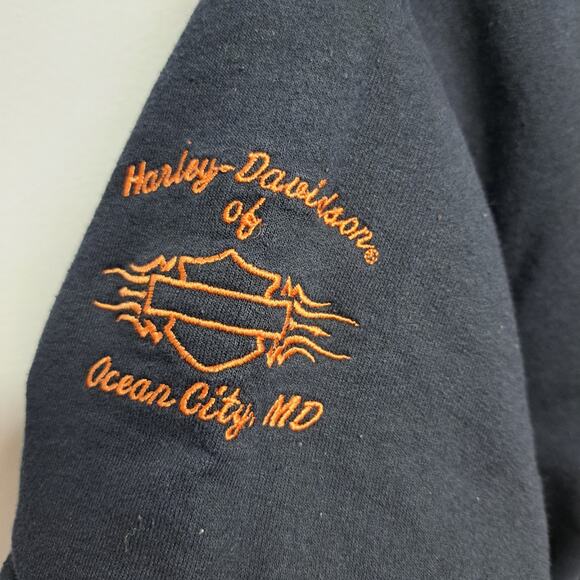 Harley-Davidson®
of
Ocean City, MD